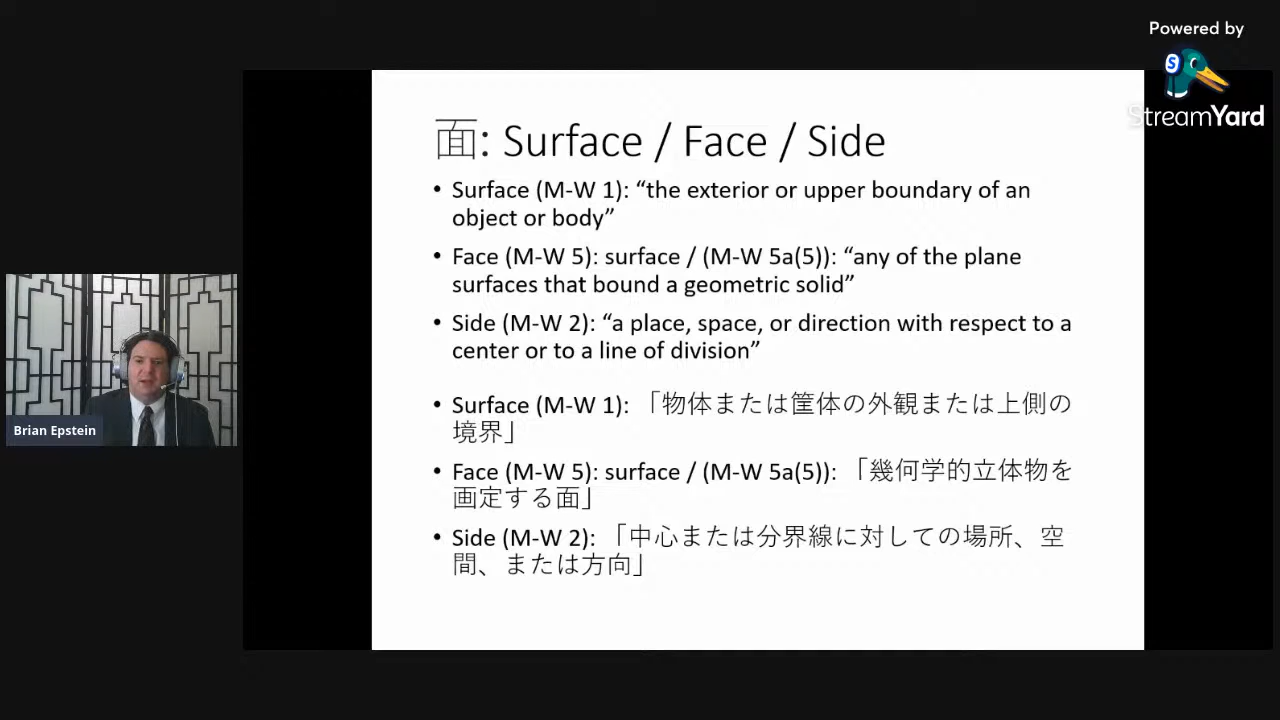 Powered by
StreamYard
面: Surface / Face / Side
• Surface (M-W 1): “the exterior or upper boundary of an
object or body”
• Face (M-W 5): surface / (M-W 5a(5)): “any of the plane
surfaces that bound a geometric solid”
• Side (M-W 2): “a place, space, or direction with respect to a
center or to a line of division”
• Surface (M-W 1): 「物体または筐体の外観または上側の
境界」
• Face (M-W 5): surface / (M-W 5a(5)): 「幾何学的立体物を
画定する面」
• Side (M-W 2): 「中心または分界線に対しての場所、空
間、または方向」
Brian Epstein